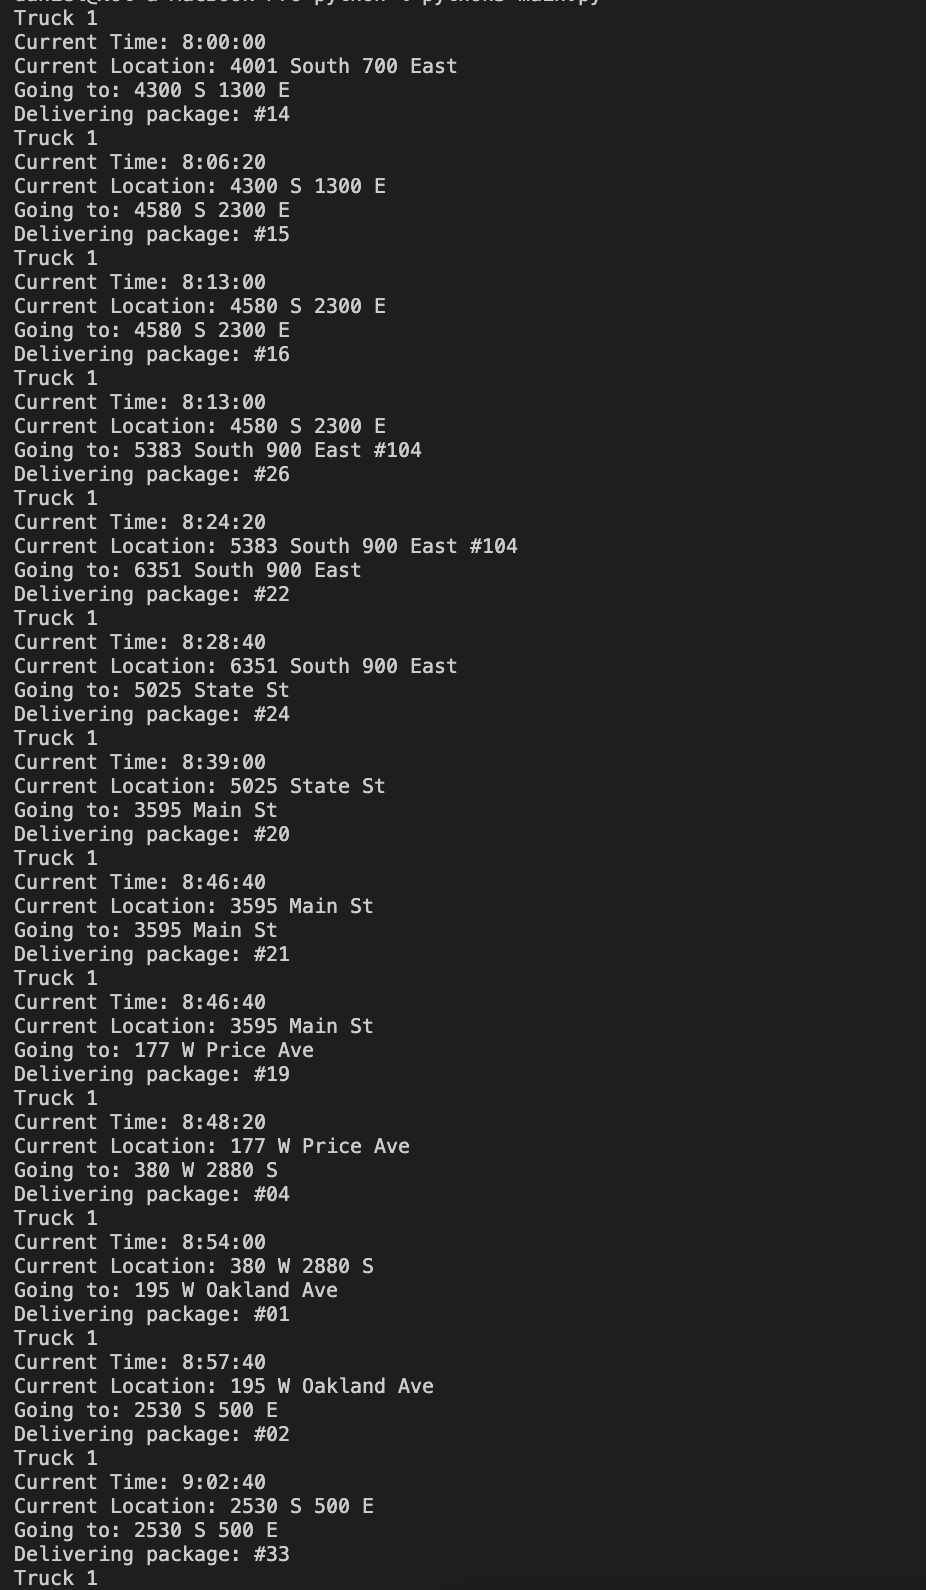 Truck 1
Current Time: 8:00:00
Current Location: 4001 South 700 East
Going to: 4300 S 1300 E
Delivering package: #14
Truck 1
Current Time: 8:06:20
Current Location: 4300 S 1300 E
Going to: 4580 S 2300 E
Delivering package: #15
Truck 1
Current Time: 8:13:00
Current Location: 4580 S 2300 E
Going to: 4580 S 2300 E
Delivering package: #16
Truck 1
Current Time: 8:13:00
Current Location: 4580 S 2300 E
Going to: 5383 South 900 East #104
Delivering package: #26
Truck 1
Current Time: 8:24:20
Current Location: 5383 South 900 East #104
Going to: 6351 South 900 East
Delivering package: #22
Truck 1
Current Time: 8:28:40
Current Location: 6351 South 900 East
Going to: 5025 State St
Delivering package: #24
Truck 1
Current Time: 8:39:00
Current Location: 5025 State St
Going to: 3595 Main St
Delivering package: #20
Truck 1
Current Time: 8:46:40
Current Location: 3595 Main St
Going to: 3595 Main St
Delivering package: #21
Truck 1
Current Time: 8:46:40
Current Location: 3595 Main St
Going to: 177 W Price Ave
Delivering package: #19
Truck 1
Current Time: 8:48:20
Current Location: 177 W Price Ave
Going to: 380 W 2880 S
Delivering package: #04
Truck 1
Current Time: 8:54:00
Current Location: 380 W 2880 S
Going to: 195 W Oakland Ave
Delivering package: #01
Truck 1
Current Time: 8:57:40
Current Location: 195 W Oakland Ave
Going to: 2530 S 500 E
Delivering package: #02
Truck 1
Current Time: 9:02:40
Current Location: 2530 S 500 E
Going to: 2530 S 500 E
Delivering package: #33
Truck 1